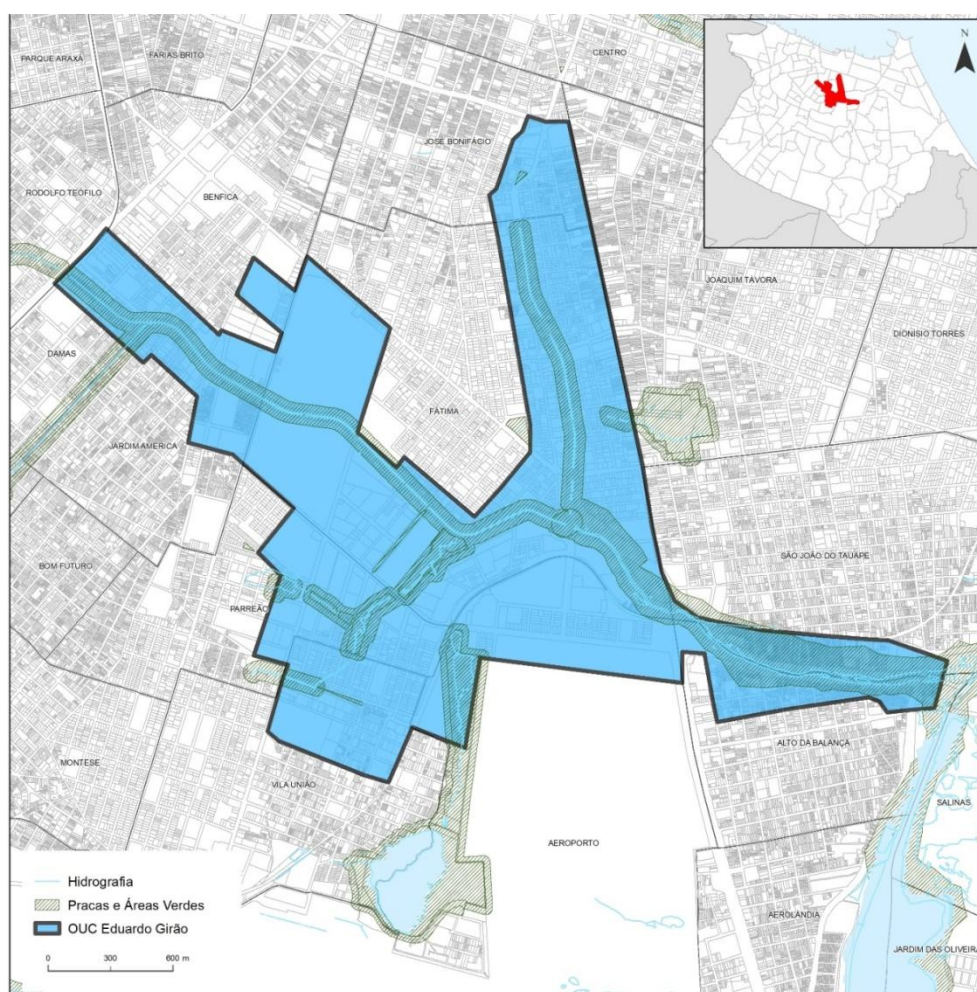 CENTRO
N
PARQUE ARAXÁ
FARIAS BRITO
JOSÉ BONIFÁCIO
RODOLFO TEÓFILO
BENFICA
JOAQUIM TÁVORA
DIONÍSIO TORRES
DAMAS
FÁTIMA
JARDIM AMÉRICA
SÃO JOÃO DO TAUAPE
BOM FUTURO
PARREÃO
ALTO DA BALANÇA
MONTESE
VILA UNIÃO
SALINAS
AEROPORTO
AEROLÂNDIA
JARDIM DAS OLIVEIRA
Hidrografia
Pracas e Áreas Verdes
OUC Eduardo Girão
0 300 600 m